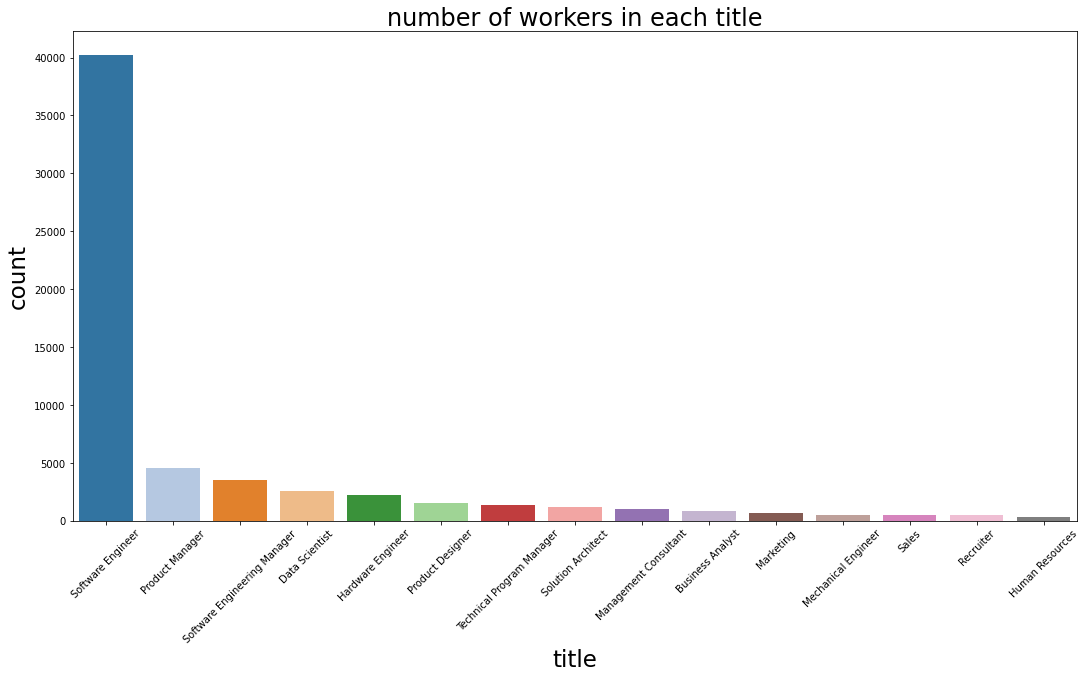 number of workers in each title
count
40000
35000
30000
25000
20000
15000
10000
5000
0
Software Engineer
Product Manager
Software Engineering Manager
Data Scientist
Hardware Engineer
Product Designer
Technical Program Manager
Solution Architect
Management Consultant
Business Analyst
Marketing
Mechanical Engineer
Sales
Recruiter
Human Resources
title